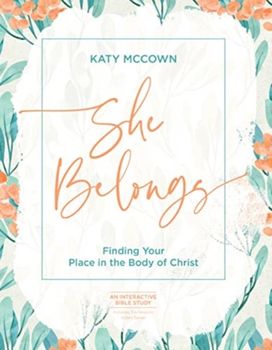 KATY MCCOWN
She
Belongs
Finding Your
Place in the Body of Christ
AN INTERACTIVE
BIBLE STUDY